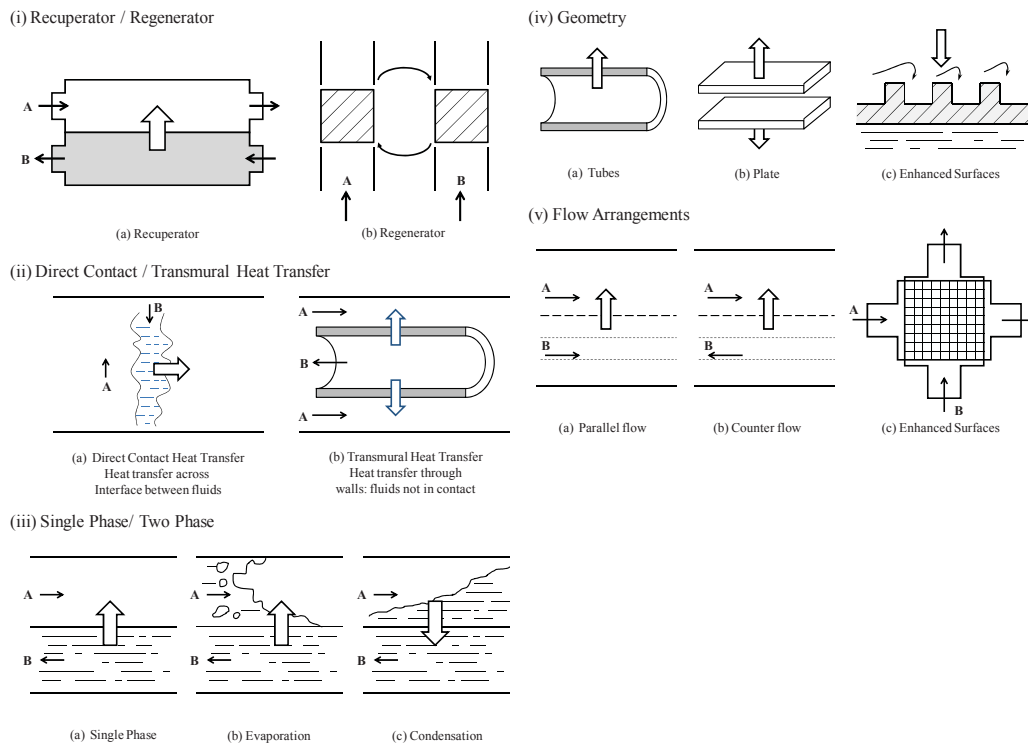 (i) Recuperator / Regenerator
A
B
(a) Recuperator
A
B
(b) Regenerator
(ii) Direct Contact / Transmural Heat Transfer
B
A
(a) Direct Contact Heat Transfer
Heat transfer across
Interface between fluids
A
B
A
(b) Transmural Heat Transfer
Heat transfer through
walls: fluids not in contact
(iii) Single Phase/ Two Phase
A
B
(a) Single Phase
A
B
(b) Evaporation
A
B
(c) Condensation
(iv) Geometry
(a) Tubes
(b) Plate
(c) Enhanced Surfaces
(v) Flow Arrangements
A
B
(a) Parallel flow
A
B
(b) Counter flow
A
B
(c) Enhanced Surfaces